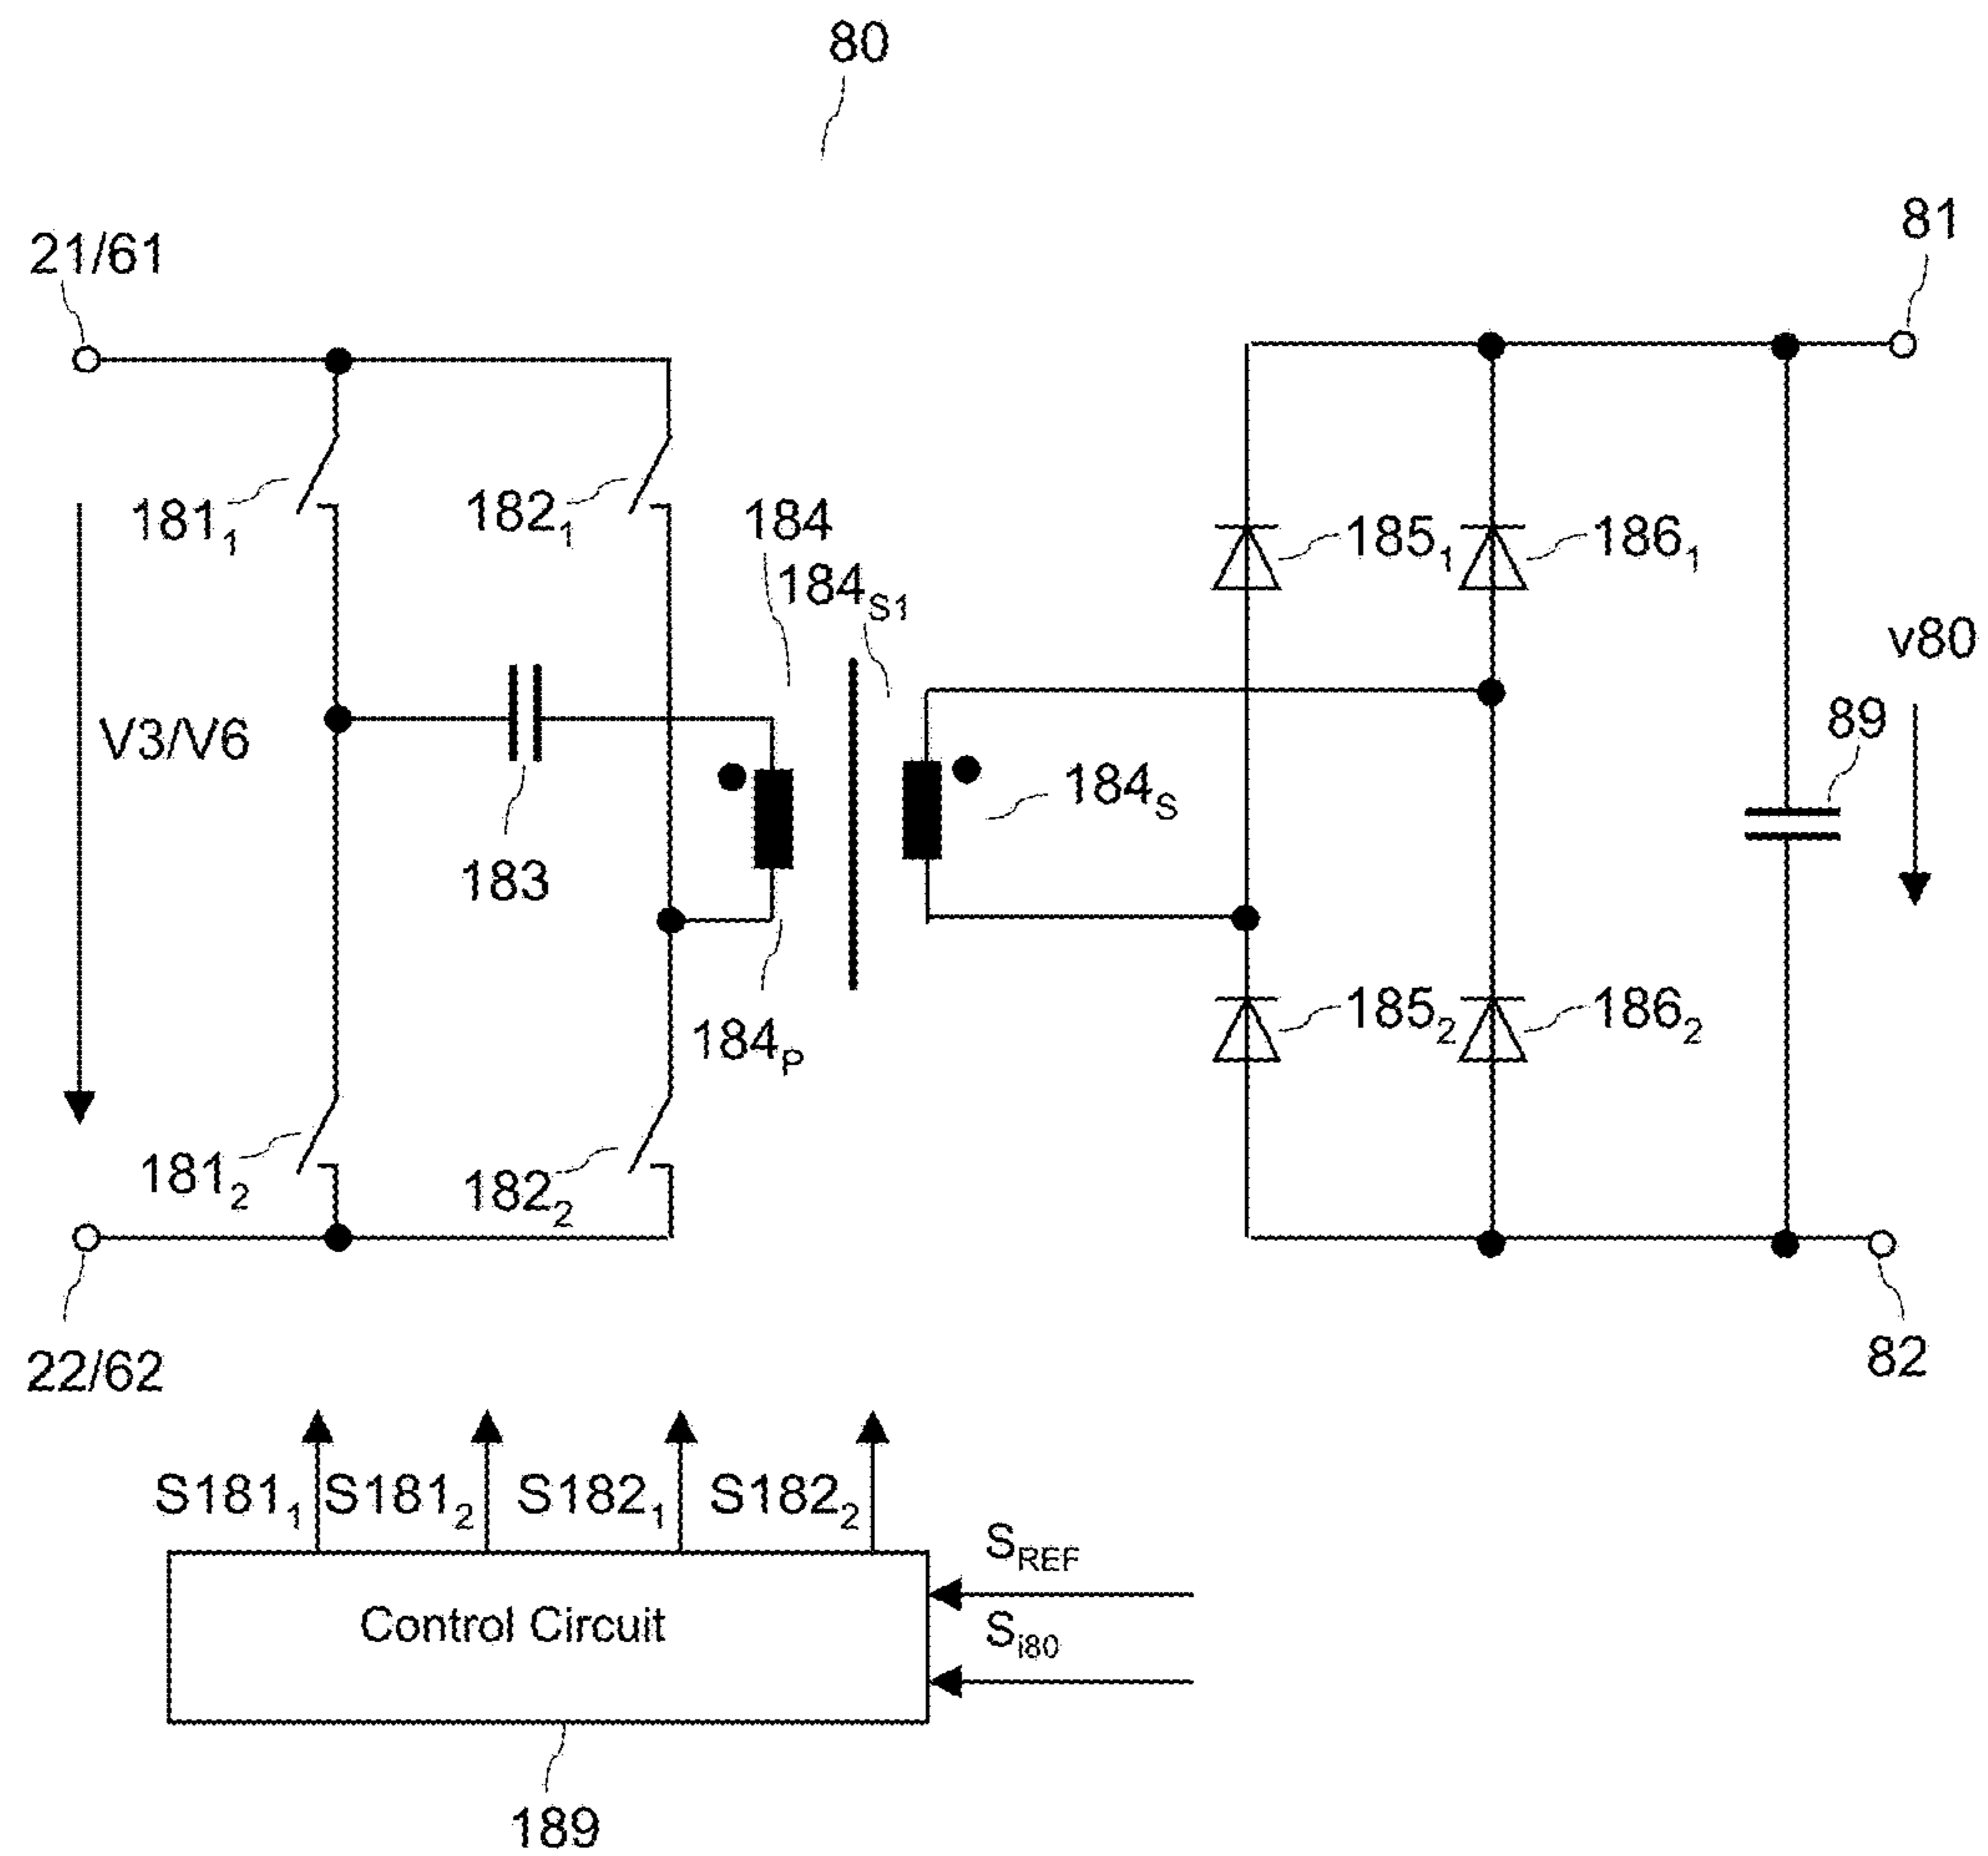 80
21/61
81
181₁
182₁
184
184S1
185₁
186₁
V3/V6
v80
89
184S
183
184P
185₂
186₂
181₂
182₂
22/62
82
S181₁
S181₂
S182₁
S182₂
SREF
Si80
Control Circuit
189